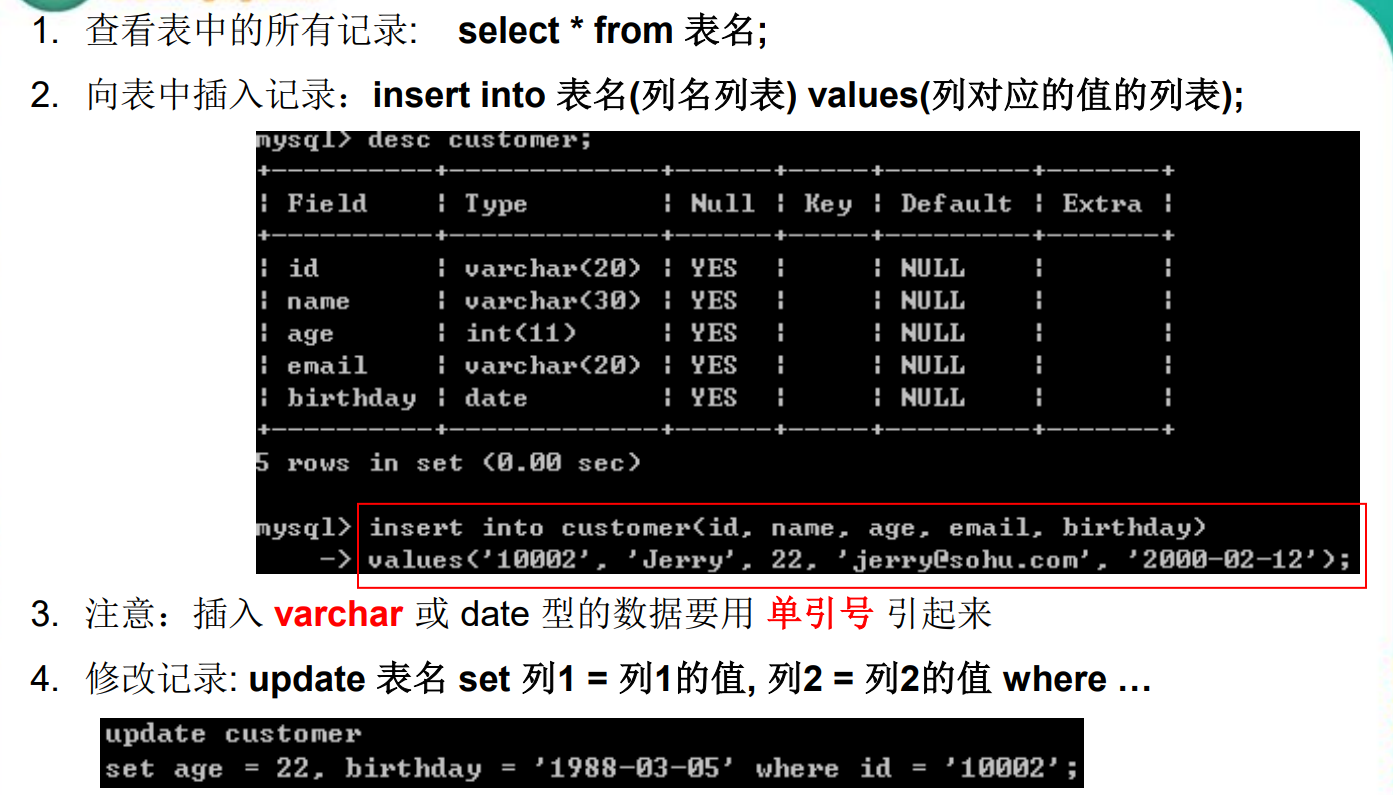 1. 查看表中的所有记录: select * from 表名;
2. 向表中插入记录：insert into 表名(列名列表) values(列对应的值的列表);
mysql> desc customer;
+----------+-------------+------+-----+---------+-------+
| Field | Type | Null | Key | Default | Extra |
+----------+-------------+------+-----+---------+-------+
| id | varchar(20) | YES | | NULL | |
| name | varchar(30) | YES | | NULL | |
| age | int(11) | YES | | NULL | |
| email | varchar(20) | YES | | NULL | |
| birthday | date | YES | | NULL | |
+----------+-------------+------+-----+---------+-------+
5 rows in set (0.00 sec)
mysql> insert into customer(id, name, age, email, birthday)
-> values('10002', 'Jerry', 22, 'jerry@sohu.com', '2000-02-12');
3. 注意：插入 varchar 或 date 型的数据要用 单引号 引起来
4. 修改记录: update 表名 set 列1 = 列1的值, 列2 = 列2的值 where …
update customer
set age = 22, birthday = '1988-03-05' where id = '10002';